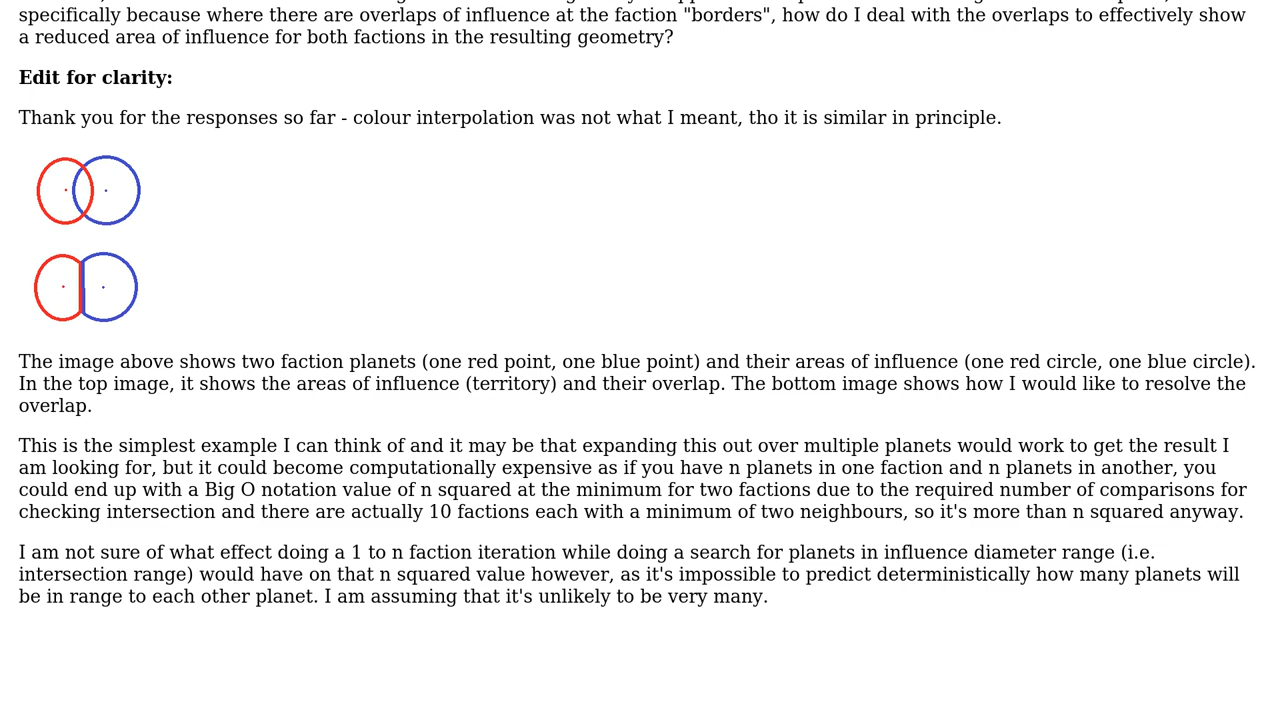 specifically because where there are overlaps of influence at the faction "borders", how do I deal with the overlaps to effectively show
a reduced area of influence for both factions in the resulting geometry?
Edit for clarity:
Thank you for the responses so far - colour interpolation was not what I meant, tho it is similar in principle.
The image above shows two faction planets (one red point, one blue point) and their areas of influence (one red circle, one blue circle).
In the top image, it shows the areas of influence (territory) and their overlap. The bottom image shows how I would like to resolve the
overlap.
This is the simplest example I can think of and it may be that expanding this out over multiple planets would work to get the result I
am looking for, but it could become computationally expensive as if you have n planets in one faction and n planets in another, you
could end up with a Big O notation value of n squared at the minimum for two factions due to the required number of comparisons for
checking intersection and there are actually 10 factions each with a minimum of two neighbours, so it's more than n squared anyway.
I am not sure of what effect doing a 1 to n faction iteration while doing a search for planets in influence diameter range (i.e.
intersection range) would have on that n squared value however, as it's impossible to predict deterministically how many planets will
be in range to each other planet. I am assuming that it's unlikely to be very many.